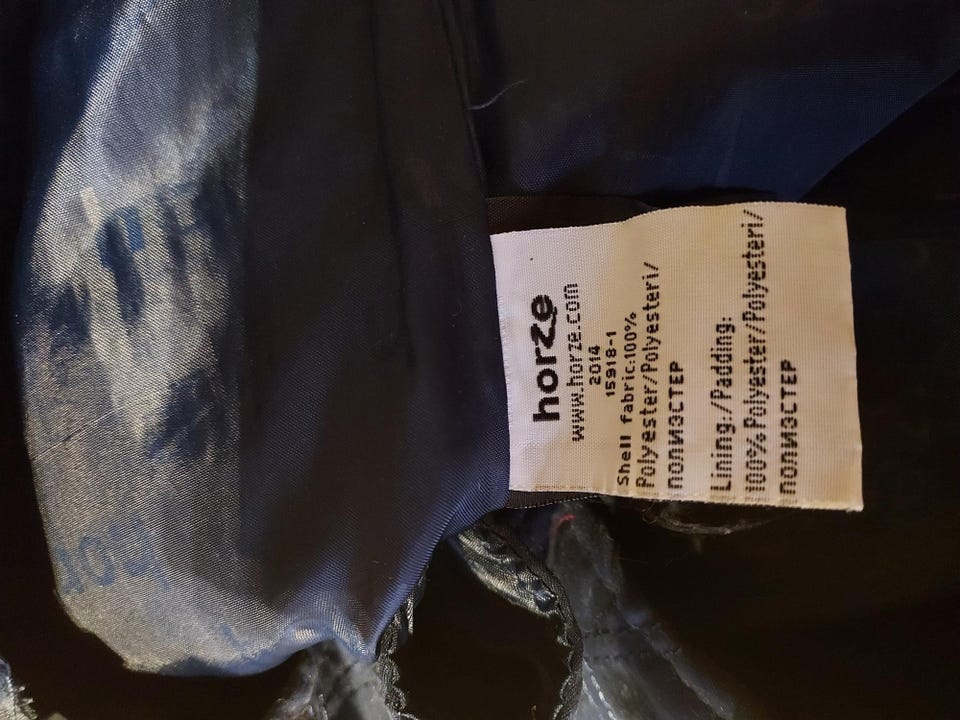 horze
www.horze.com
2014
15918-1
Shell fabric:100%
Polyester/Polyesteri/
ПОЛИЭСТЕР
Lining./Padding:
100%Polyester/Polyesteri/
ПОЛИЭСТЕР